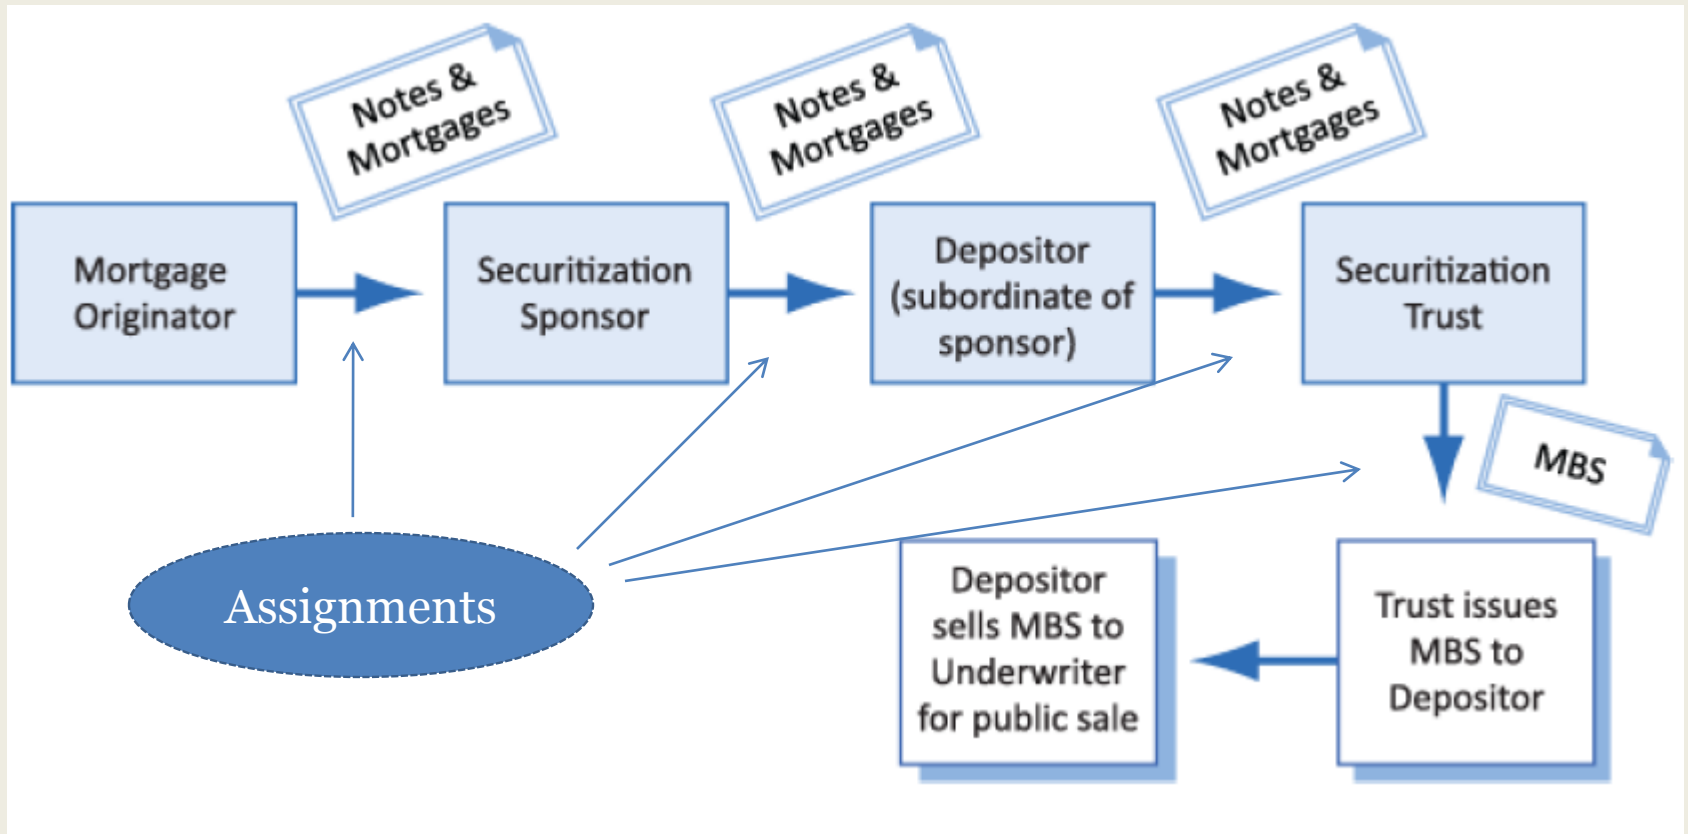 Notes &
Mortgages
Notes &
Mortgages
Notes &
Mortgages
Mortgage
Originator
Securitization
Sponsor
Depositor
(subordinate of
sponsor)
Securitization
Trust
MBS
Assignments
Depositor
sells MBS to
Underwriter
for public sale
Trust issues
MBS to
Depositor